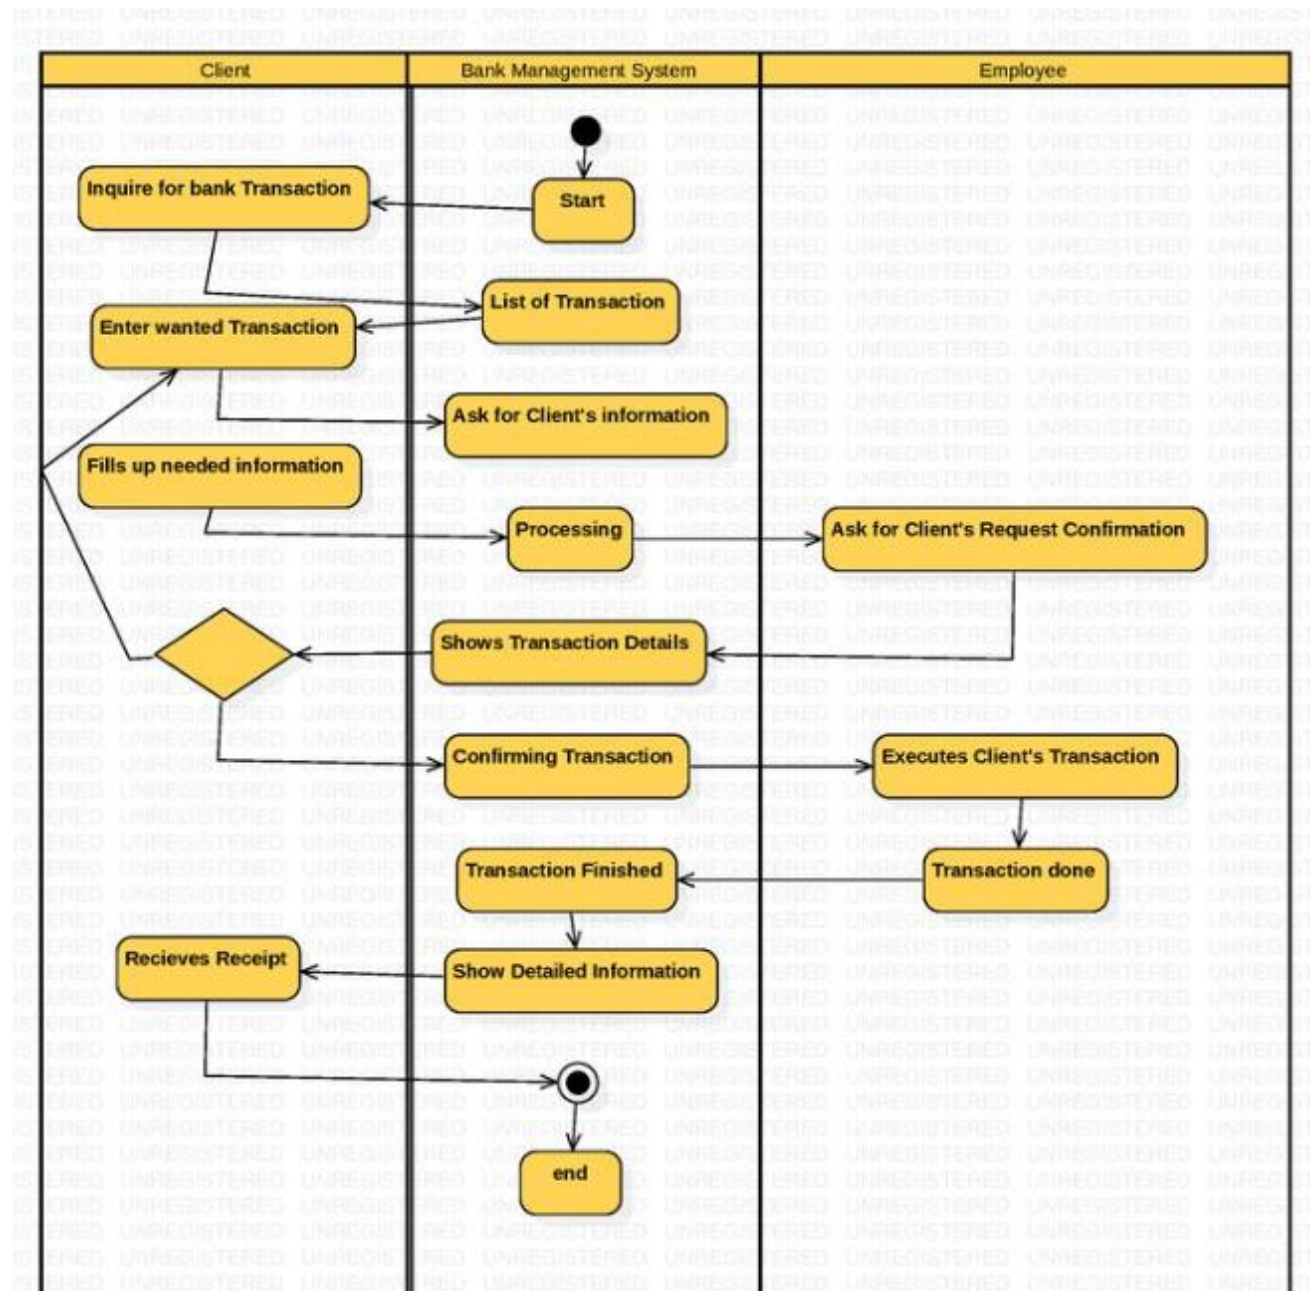 Client
Bank Management System
Employee
Inquire for bank Transaction
Start
List of Transaction
Enter wanted Transaction
Ask for Client's information
Fills up needed information
Processing
Ask for Client's Request Confirmation
Shows Transaction Details
Confirming Transaction
Executes Client's Transaction
Transaction Finished
Transaction done
Recieves Receipt
Show Detailed Information
end
UNREGISTERED